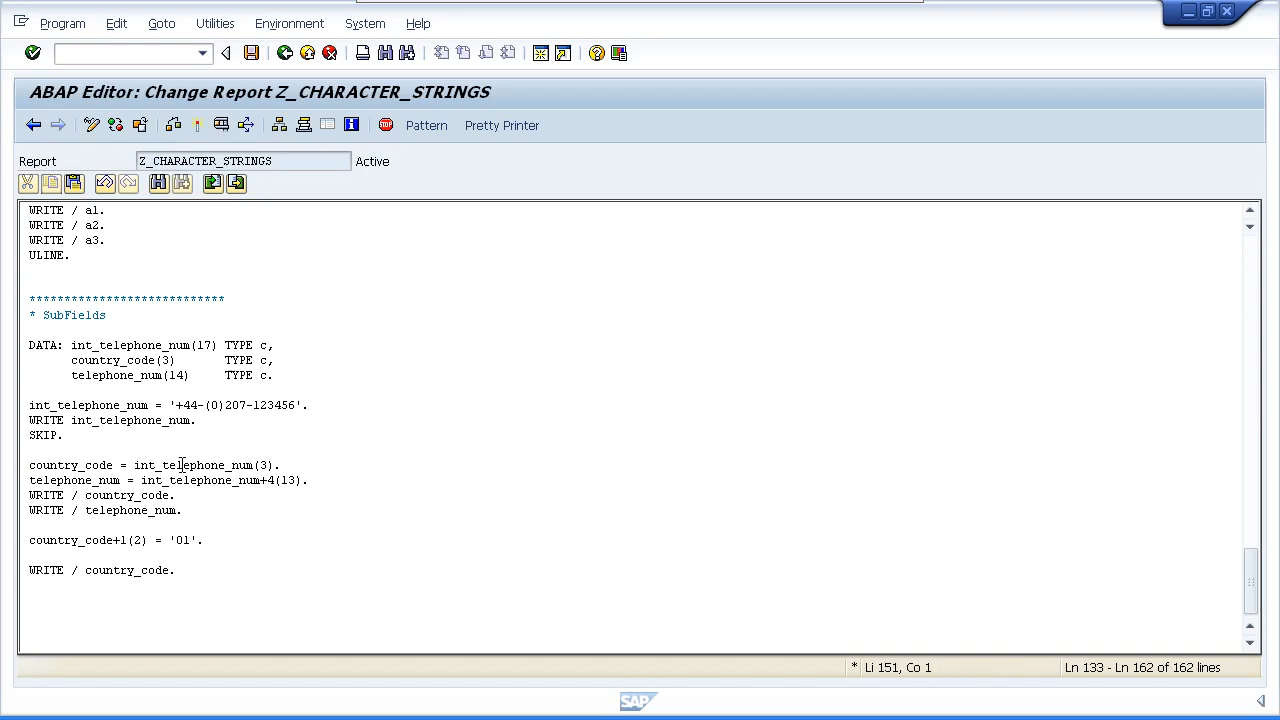 Program Edit Goto Utilities Environment System Help
ABAP Editor: Change Report Z_CHARACTER_STRINGS
STOP Pattern Pretty Printer
Report Z_CHARACTER_STRINGS Active
WRITE / a1.
WRITE / a2.
WRITE / a3.
ULINE.
****************************
* SubFields
DATA: int_telephone_num(17) TYPE c,
country_code(3) TYPE c,
telephone_num(14) TYPE c.
int_telephone_num = '+44-(0)207-123456'.
WRITE int_telephone_num.
SKIP.
country_code = int_telephone_num(3).
telephone_num = int_telephone_num+4(13).
WRITE / country_code.
WRITE / telephone_num.
country_code+1(2) = '01'.
WRITE / country_code.
* Li 151, Co 1 Ln 133 - Ln 162 of 162 lines
SAP